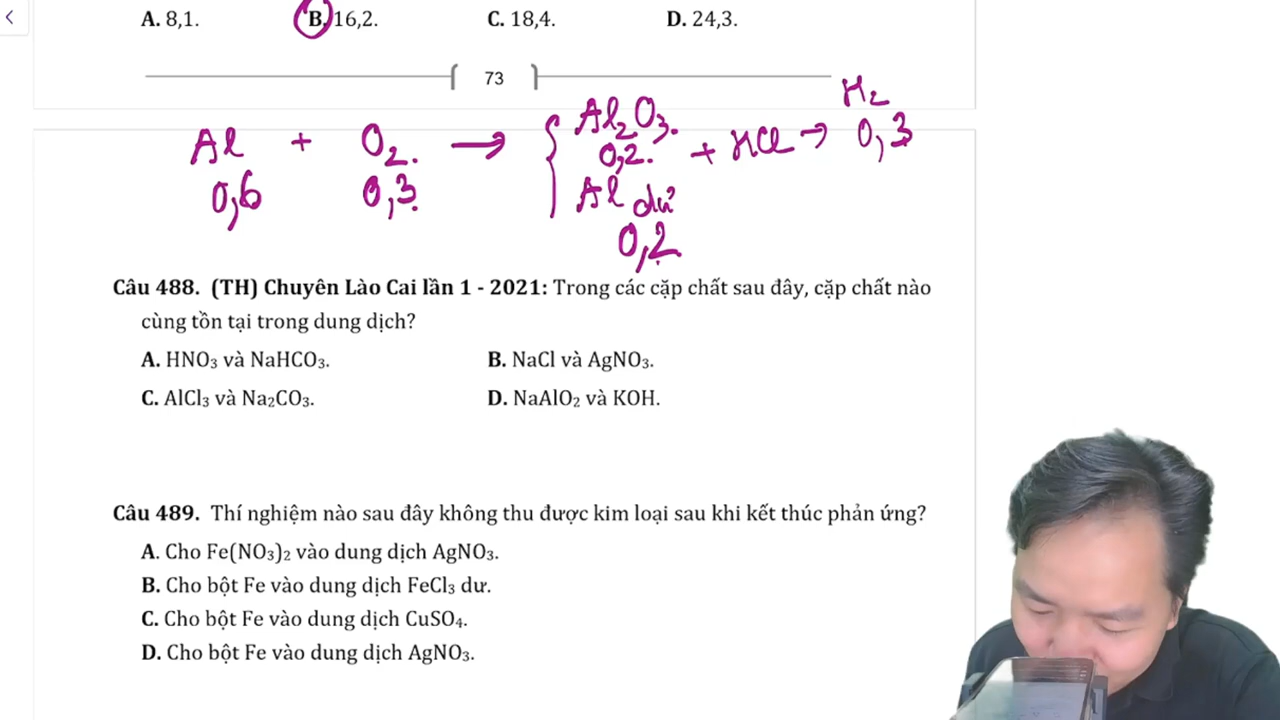 A. 8,1. B. 16,2. C. 18,4. D. 24,3.
73
Al + O₂. → { Al₂O₃. + HCl → H₂
0,6 0,3. 0,2. 0,3
Al dư
0,2
Câu 488. (TH) Chuyên Lào Cai lần 1 - 2021: Trong các cặp chất sau đây, cặp chất nào
cùng tồn tại trong dung dịch?
A. HNO₃ và NaHCO₃. B. NaCl và AgNO₃.
C. AlCl₃ và Na₂CO₃. D. NaAlO₂ và KOH.
Câu 489. Thí nghiệm nào sau đây không thu được kim loại sau khi kết thúc phản ứng?
A. Cho Fe(NO₃)₂ vào dung dịch AgNO₃.
B. Cho bột Fe vào dung dịch FeCl₃ dư.
C. Cho bột Fe vào dung dịch CuSO₄.
D. Cho bột Fe vào dung dịch AgNO₃.